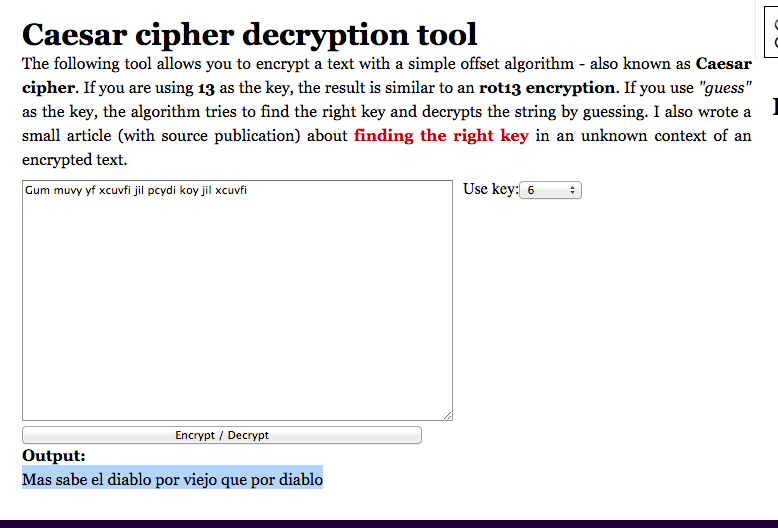 Caesar cipher decryption tool
The following tool allows you to encrypt a text with a simple offset algorithm - also known as Caesar
cipher. If you are using 13 as the key, the result is similar to an rot13 encryption. If you use "guess"
as the key, the algorithm tries to find the right key and decrypts the string by guessing. I also wrote a
small article (with source publication) about finding the right key in an unknown context of an
encrypted text.
Gum muvy yf xcuvfi jil pcydi koy jil xcuvfi
Use key: 6
Encrypt / Decrypt
Output:
Mas sabe el diablo por viejo que por diablo